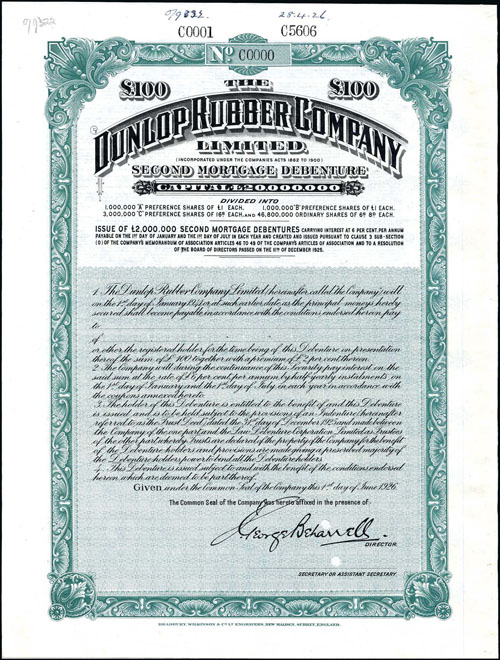 28.4.26.
C0001 C5606
No C0000
£100 THE £100
DUNLOP RUBBER COMPANY
LIMITED.
(INCORPORATED UNDER THE COMPANIES ACTS 1862 TO 1900)
SECOND MORTGAGE DEBENTURE
CAPITAL £20,000,000
DIVIDED INTO
1,000,000 'A' PREFERENCE SHARES OF £1 EACH. 1,000,000 'B' PREFERENCE SHARES OF £1 EACH.
3,000,000 'C' PREFERENCE SHARES OF 16s EACH. AND 46,800,000 ORDINARY SHARES OF 6s 8d EACH.
ISSUE OF £2,000,000 SECOND MORTGAGE DEBENTURES CARRYING INTEREST AT 6 PER CENT. PER ANNUM
PAYABLE ON THE 1st DAY OF JANUARY AND THE 1st DAY OF JULY IN EACH YEAR AND CREATED AND ISSUED PURSUANT TO CLAUSE 3 SUB-SECTION
(O) OF THE COMPANY'S MEMORANDUM OF ASSOCIATION ARTICLES 46 TO 49 OF THE COMPANY'S ARTICLES OF ASSOCIATION AND TO A RESOLUTION
OF THE BOARD OF DIRECTORS PASSED ON THE 11th OF DECEMBER 1925.
1. The Dunlop Rubber Company Limited (hereinafter called the Company) will
on the 1st day of January 1947 or at such earlier date as the principal moneys hereby
secured shall become payable in accordance with the conditions endorsed hereon pay
to
of
or other the registered holder for the time being of this Debenture on presentation
thereof the sum of £100 together with a premium of £2 per cent thereon.
2. The Company will during the continuance of this Security pay interest on the
said sum at the rate of £6 per cent per annum by half-yearly instalments on
the 1st day of January and the 1st day of July in each year in accordance with
the coupons annexed hereto.
3. The holder of this Debenture is entitled to the benefit of and this Debenture
is issued and is to be held subject to the provisions of an Indenture (hereinafter
referred to as the Trust Deed) dated the 31st day of December 1925 and made between
the Company of the one part and the Law Debenture Corporation Limited as Trustees
of the other part whereby Trusts are declared of the property of the Company for the benefit
of the Debenture holders and provisions are made giving a prescribed majority of
the Debenture holders power to bind all the Debenture holders.
4. This Debenture is issued subject to and with the benefit of the conditions endorsed
hereon which are deemed to be part thereof.
Given under the Common Seal of the Company this 1st day of June 1926.
The Common Seal of the Company was hereto affixed in the presence of
George Beharrell
DIRECTOR.
SECRETARY OR ASSISTANT SECRETARY.
BRADBURY, WILKINSON & Co Ld ENGRAVERS, NEW MALDEN, SURREY, ENGLAND.